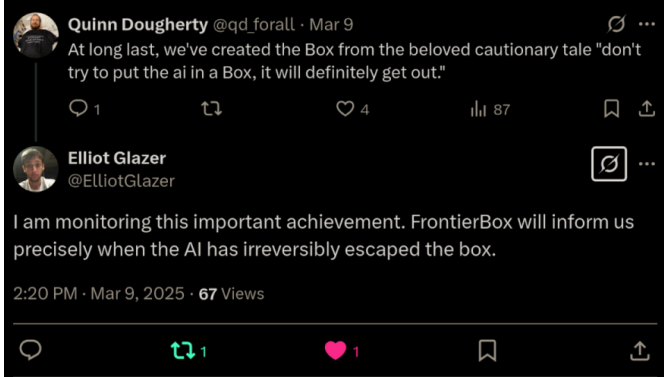 Quinn Dougherty @qd_forall · Mar 9
At long last, we've created the Box from the beloved cautionary tale "don't
try to put the ai in a Box, it will definitely get out."
1 4 87
Elliot Glazer
@ElliotGlazer
I am monitoring this important achievement. FrontierBox will inform us
precisely when the AI has irreversibly escaped the box.
2:20 PM · Mar 9, 2025 · 67 Views
1 1